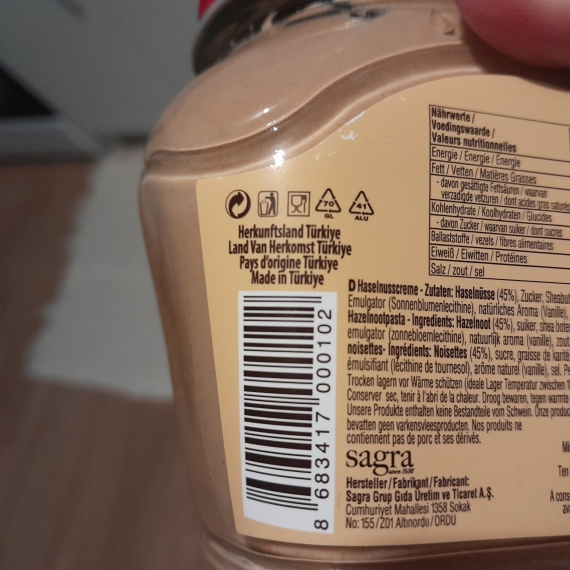 Nährwerte /
Voedingswaarde /
Valeurs nutritionnelles
Energie / Energie / Energie
Fett / Vetten / Matières Grasses
- davon gesättigte Fettsäuren / waarvan
verzadigde vetzuren / dont acides gras saturés
Kohlenhydrate / Koolhydraten / Glucides
- davon Zucker / waarvan suiker / dont sucres
Ballaststoffe / vezels / fibres alimentaires
Eiweiß / Eiwitten / Protéines
Salz / zout / sel
70
GL
41
ALU
Herkunftsland Türkiye
Land Van Herkomst Türkiye
Pays d'origine Türkiye
Made in Türkiye
8 683417 000102
D Haselnusscreme - Zutaten: Haselnüsse (45%), Zucker,
Emulgator (Sonnenblumenlecithine), natürliches Aroma (Vanille),
Hazelnootpasta - Ingredients: Hazelnoot (45%), suiker, shea
emulgator (zonnebloemlecithine), natuurlijk aroma (vanille),
noisettes- Ingrédients: Noisettes (45%), sucre, graisse de
émulsifiant (lécithine de tournesol), arôme naturel (vanille), sel.
Trocken lagern vor Wärme schützen (ideale Lager Temperatur zwischen
Conserver sec, tenir à l'abri de la chaleur. Droog bewaren, tegen warmte
Unsere Produkte enthalten keine Bestandteile vom Schwein. Onze
bevatten geen varkensvleesproducten. Nos produits ne
contiennent pas de porc et ses dérivés.
sagra
since 1936
Hersteller / Fabrikant / Fabricant:
Sagra Grup Gıda Üretim ve Ticaret A.Ş.
Cumhuriyet Mahallesi 1358 Sokak
No: 155/Z01 Altınordu / ORDU